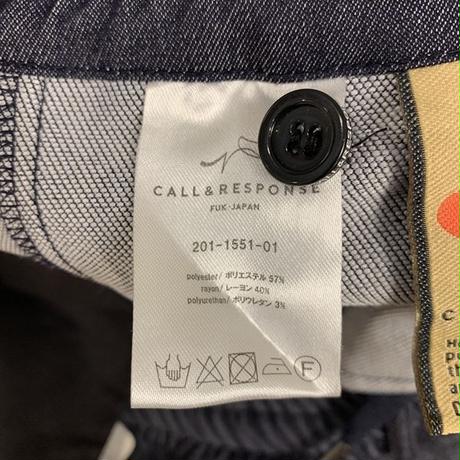 CALL & RESPONSE
FUK-JAPAN
201-1551-01
polyester/ ポリエステル 57%
rayon/ レーヨン 40%
polyurethan/ ポリウレタン 3%
F
C